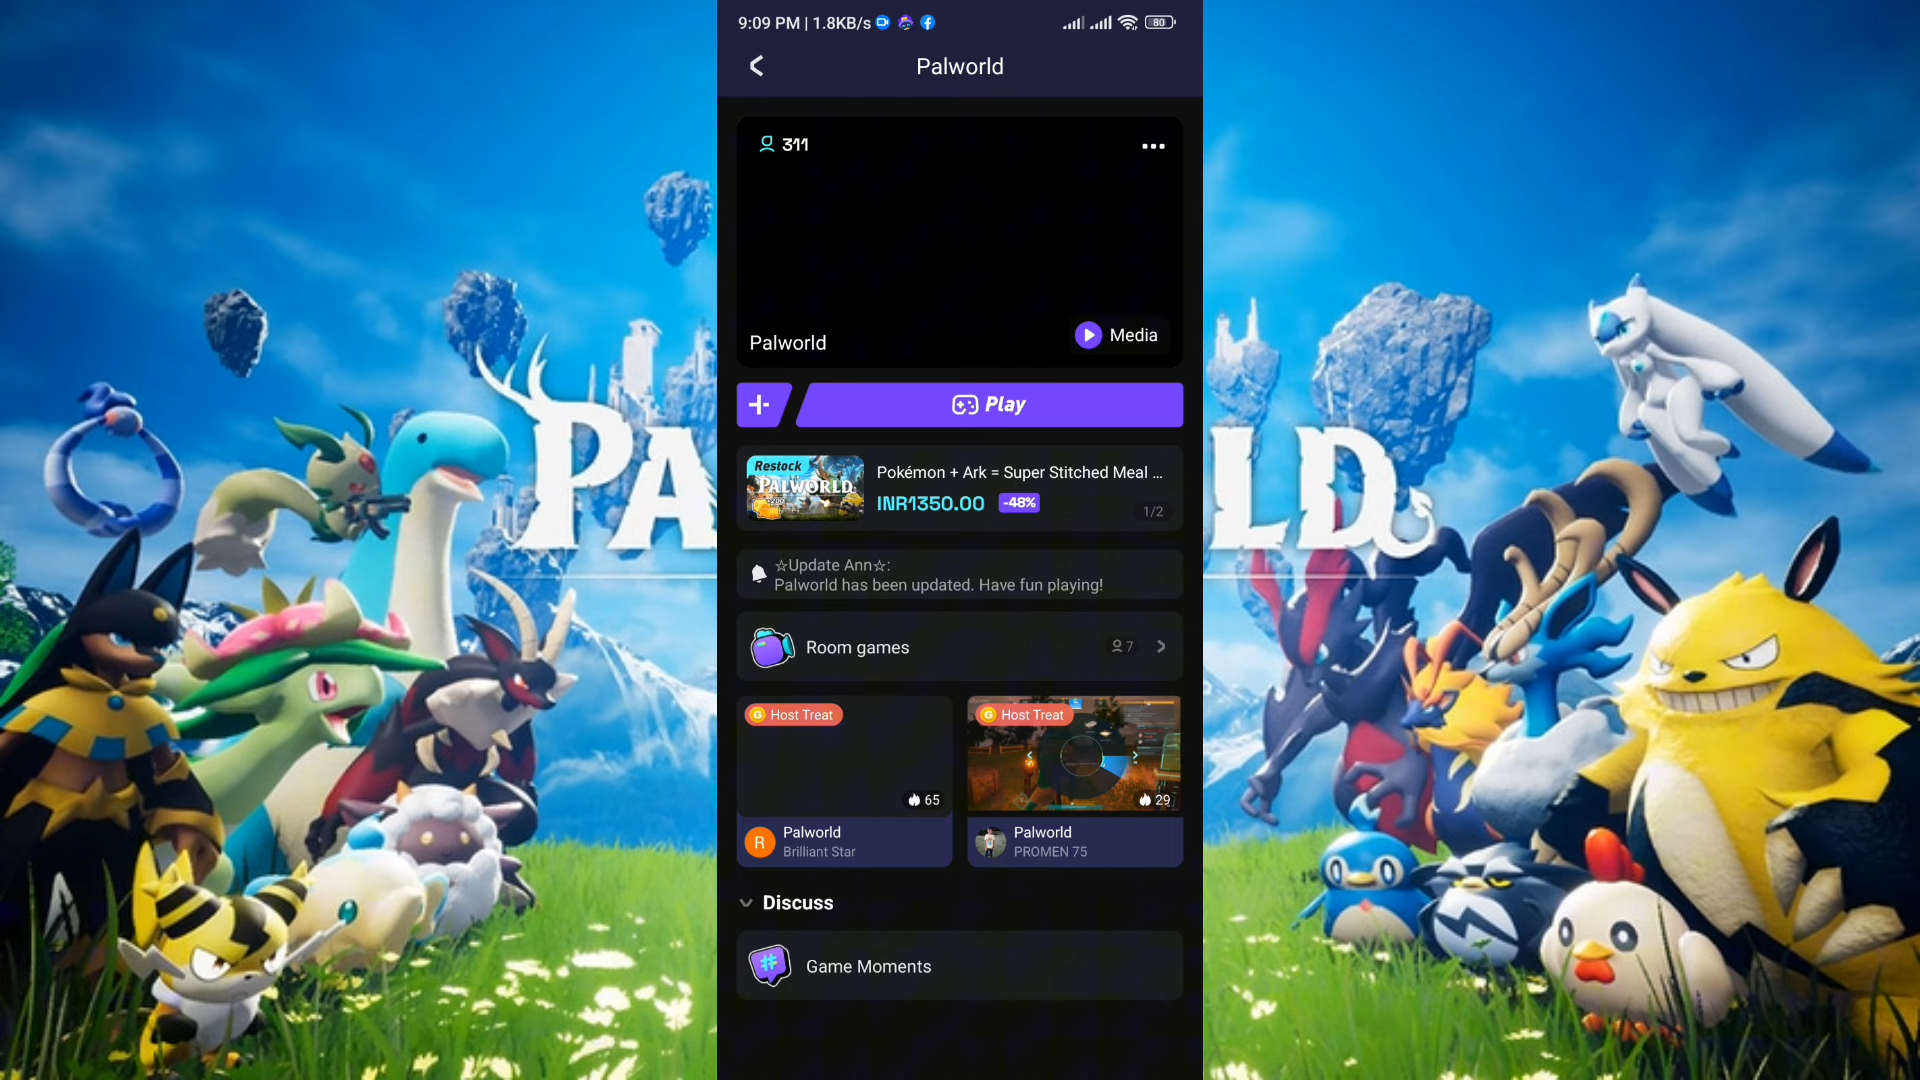 9:09 PM | 1.8KB/s
80
Palworld
311
Palworld
Media
Play
Restock
PALWORLD
Pokémon + Ark = Super Stitched Meal ...
INR1350.00 -48%
1/2
☆Update Ann☆:
Palworld has been updated. Have fun playing!
Room games
7
G Host Treat
65
R
Palworld
Brilliant Star
G Host Treat
29
Palworld
PROMEN 75
Discuss
#
Game Moments
PA
LD